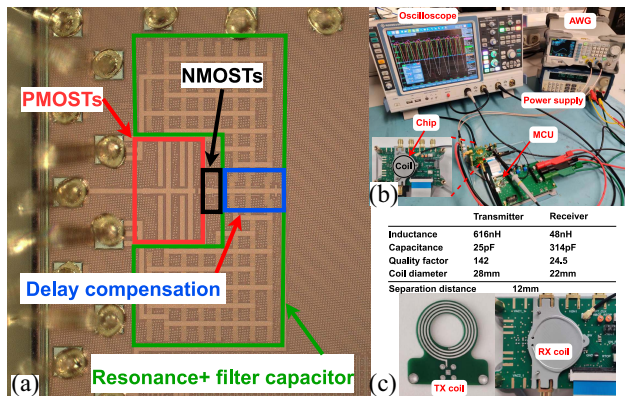 NMOSTs
PMOSTs
Delay compensation
Resonance+ filter capacitor
(a)
Oscilloscope
AWG
Power supply
Chip
MCU
Coil
(b)
Transmitter Receiver
Inductance 616nH 48nH
Capacitance 25pF 314pF
Quality factor 142 24.5
Coil diameter 28mm 22mm
Separation distance 12mm
RX coil
TX coil
(c)